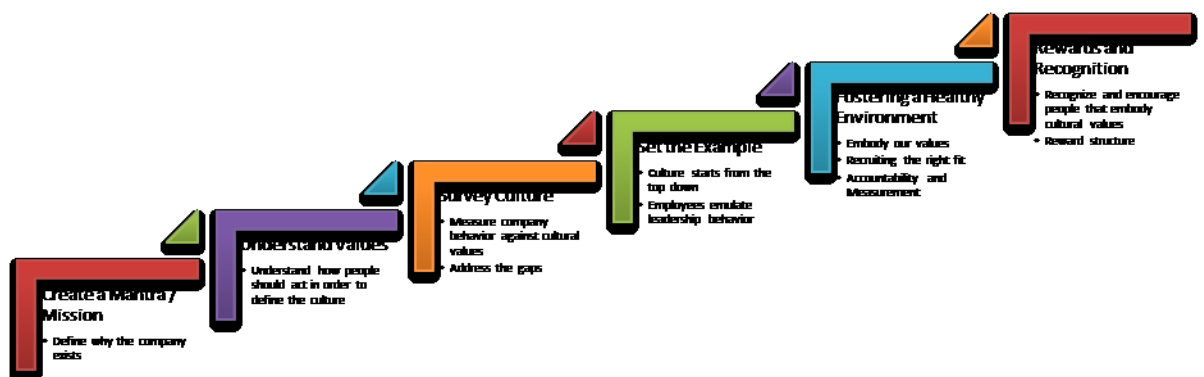 Create a Mantra /
Mission
• Define why the company
exists
Understand Values
• Understand how people
should act in order to
define the culture
Survey Culture
• Measure company
behavior against cultural
values
• Address the gaps
Set the Example
• Culture starts from the
top down
• Employees emulate
leadership behavior
Fostering a Healthy
Environment
• Embody our values
• Recruiting the right fit
• Accountability and
Measurement
Rewards and
Recognition
• Recognize and encourage
people that embody
cultural values
• Reward structure